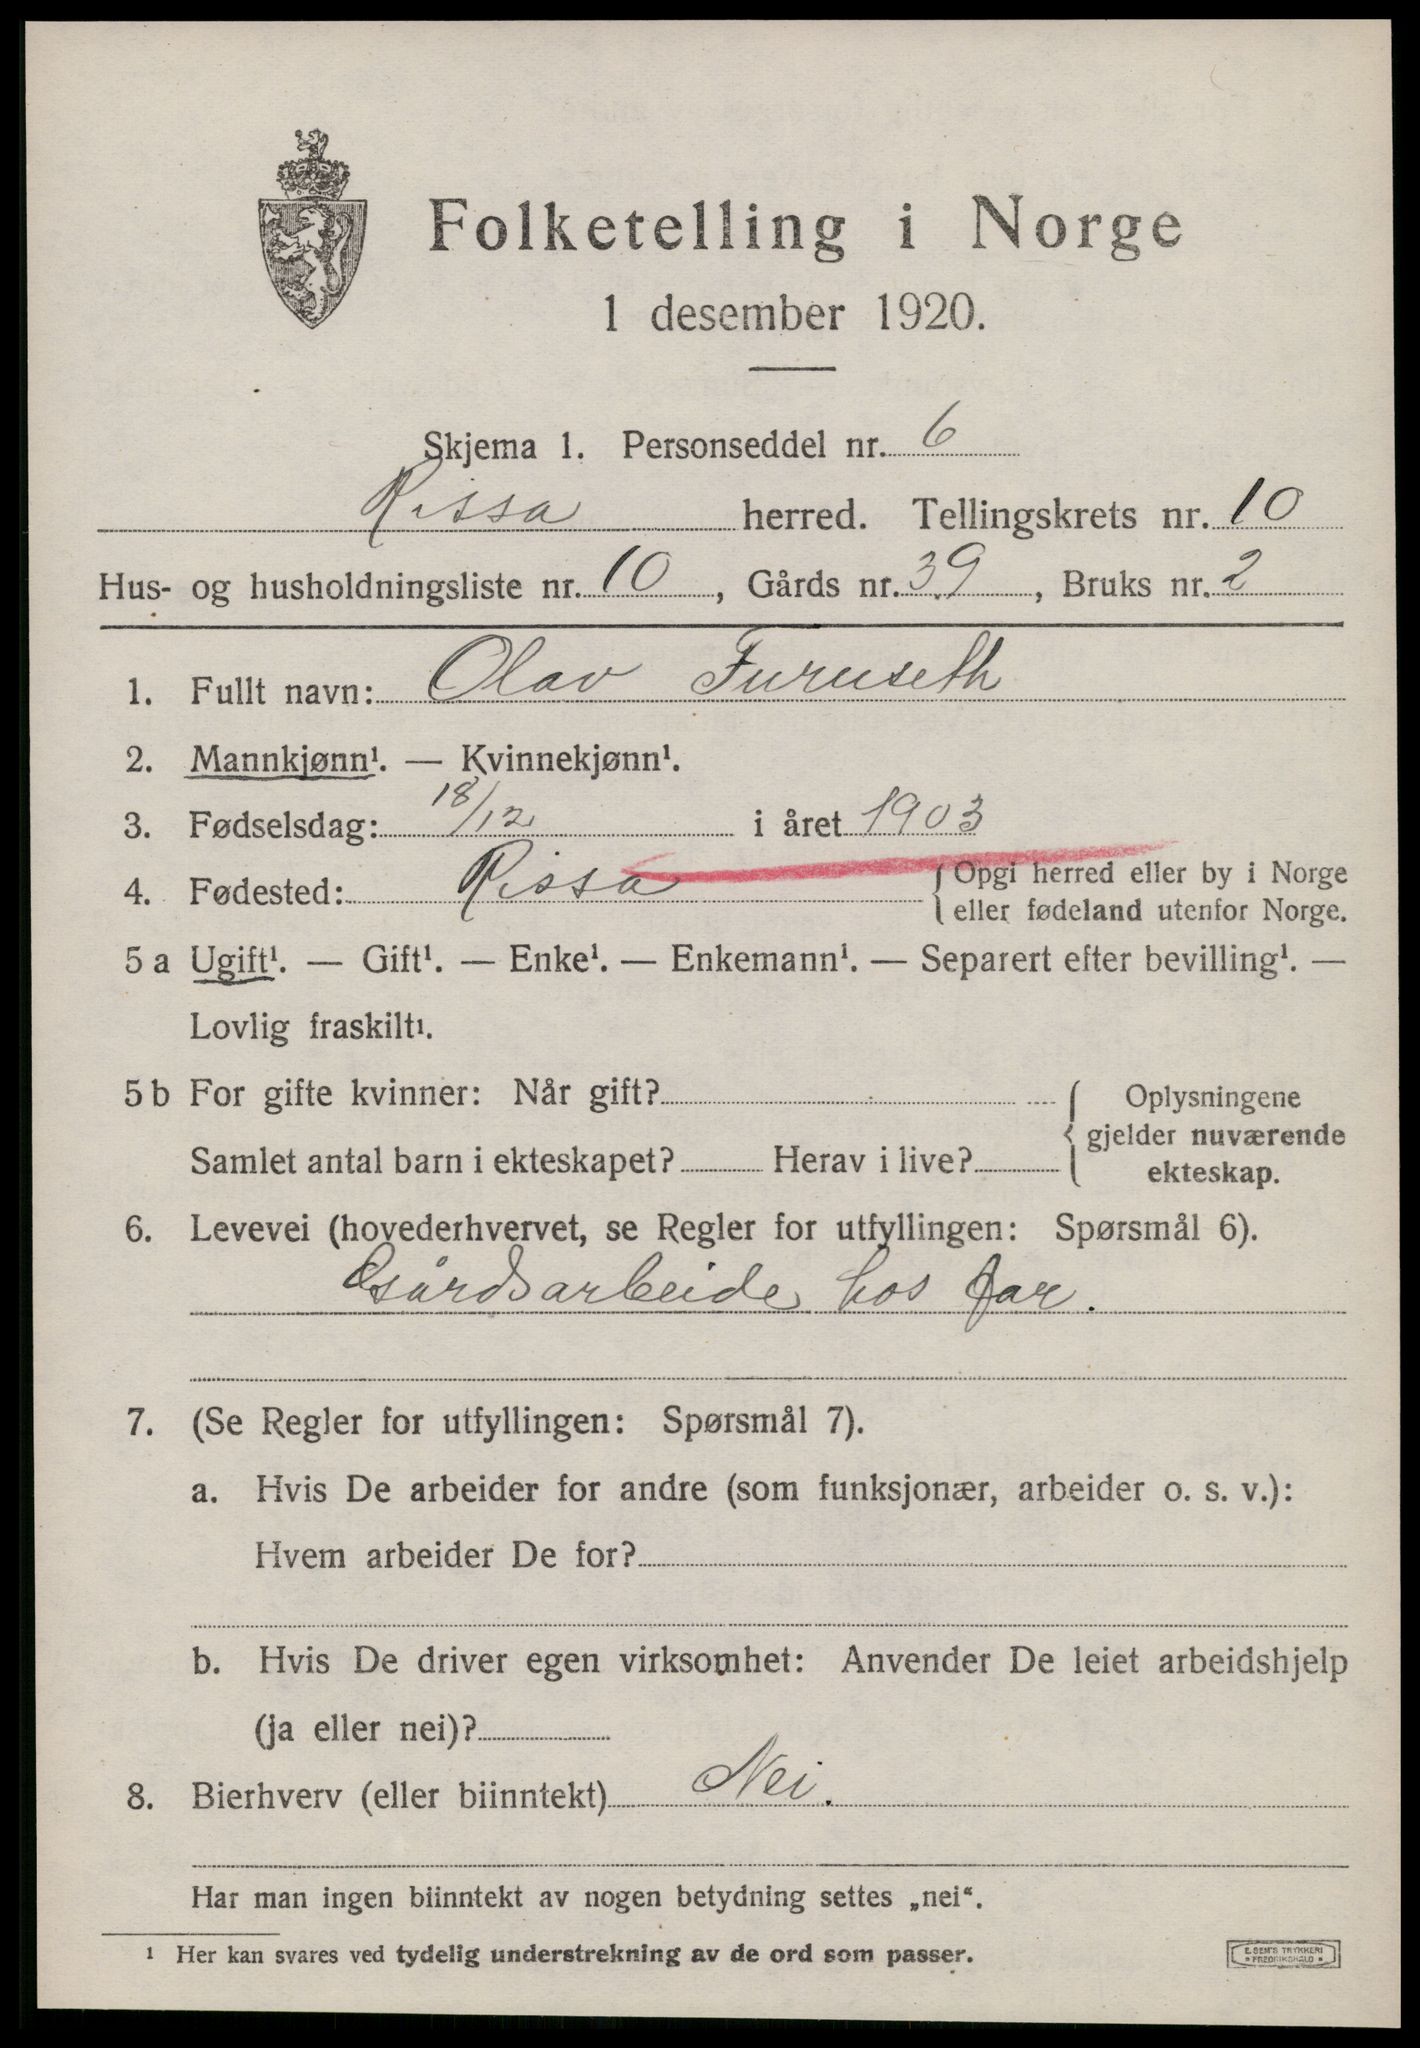 Folketelling i Norge
1 desember 1920.
Skjema 1. Personseddel nr. 6
Rissa herred. Tellingskrets nr. 10
Hus- og husholdningsliste nr. 10, Gårds nr. 39, Bruks nr. 2
1. Fullt navn: Olav Furuseth
2. Mannkjønn¹. — Kvinnekjønn¹.
3. Fødselsdag: 18/12 i året 1903
4. Fødested: Rissa { Opgi herred eller by i Norge
eller fødeland utenfor Norge.
5 a Ugift¹. — Gift¹. — Enke¹. — Enkemann¹. — Separert efter bevilling¹. —
Lovlig fraskilt¹.
5 b For gifte kvinner: Når gift? { Oplysningene
gjelder nuværende
Samlet antal barn i ekteskapet? Herav i live?
ekteskap.
6. Levevei (hovederhvervet, se Regler for utfyllingen: Spørsmål 6).
Gårdsarbeide hos far.
7. (Se Regler for utfyllingen: Spørsmål 7).
a. Hvis De arbeider for andre (som funksjonær, arbeider o. s. v.):
Hvem arbeider De for?
b. Hvis De driver egen virksomhet: Anvender De leiet arbeidshjelp
(ja eller nei)?
8. Bierhverv (eller biinntekt) Nei.
Har man ingen biinntekt av nogen betydning settes „nei“.
¹ Her kan svares ved tydelig understrekning av de ord som passer.
E. SEM'S TRYKKERI
• FREDRIKSHALD •